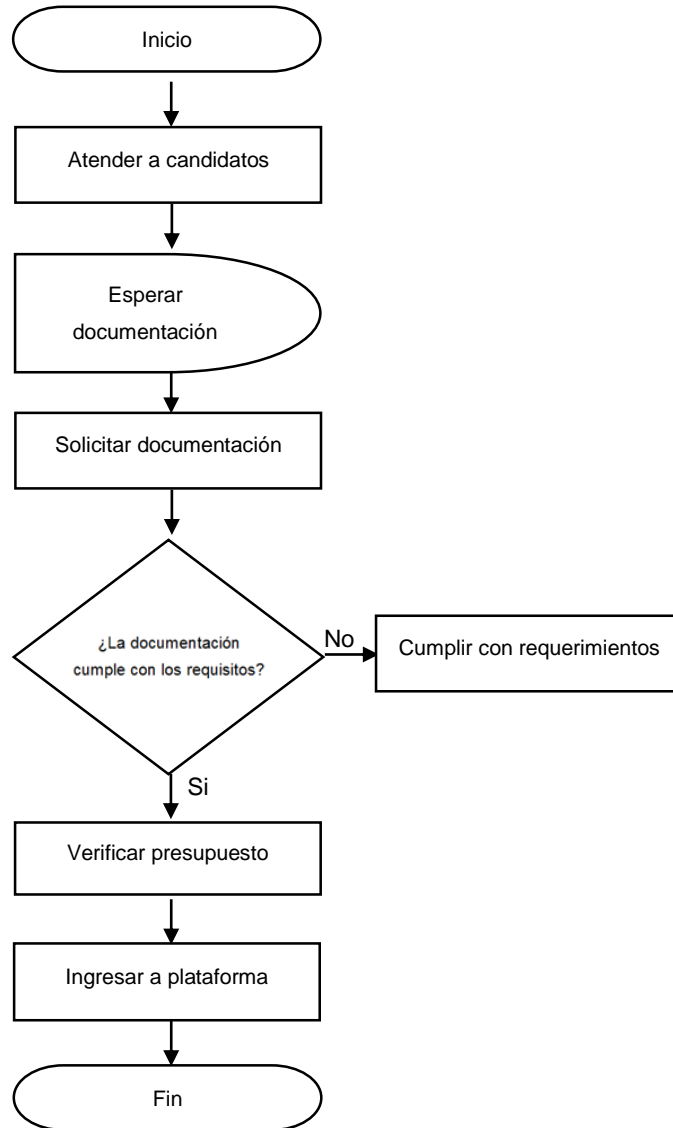 Inicio
Atender a candidatos
Esperar
documentación
Solicitar documentación
¿La documentación
cumple con los requisitos?
No
Cumplir con requerimientos
Si
Verificar presupuesto
Ingresar a plataforma
Fin